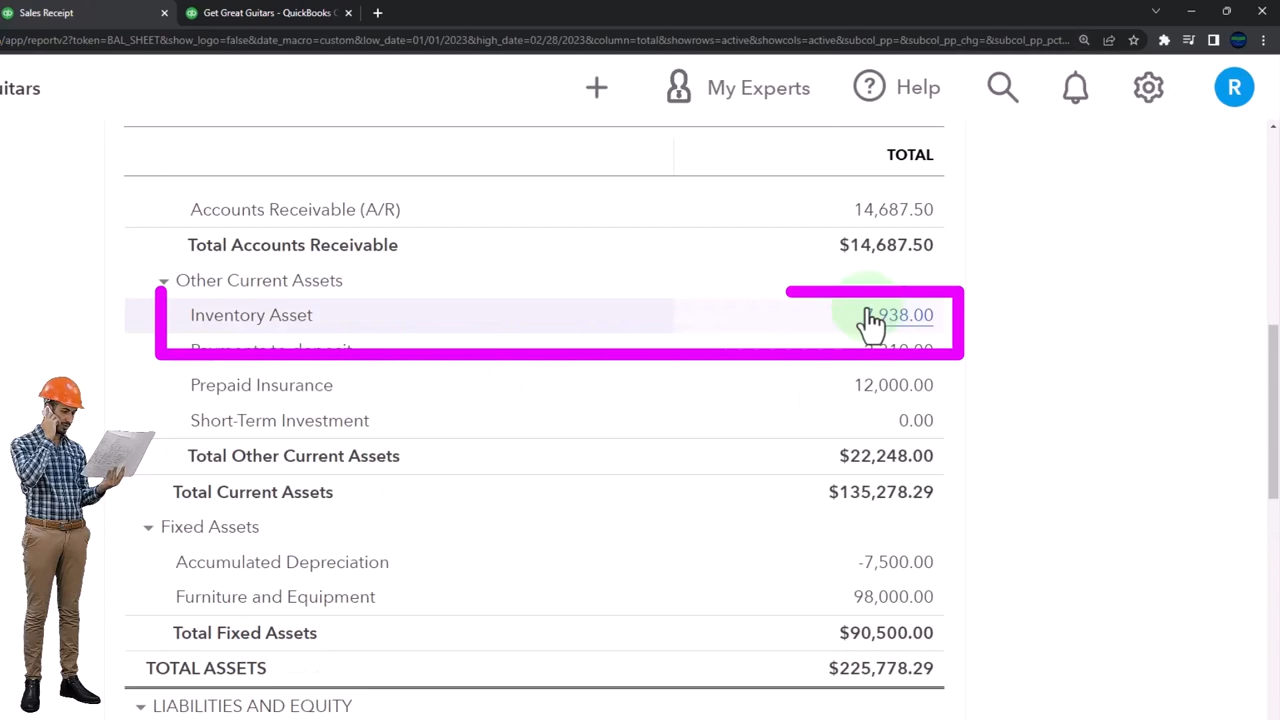 Sales Receipt
Get Great Guitars - QuickBooks
/app/reportv2?token=BAL_SHEET&show_logo=false&date_macro=custom&low_date=01/01/2023&high_date=02/28/2023&column=total&showrows=active&showcols=active&subcol_pp=&subcol_pp_chg=&subcol_pp_pct...
uitars
My Experts
Help
R
TOTAL
Accounts Receivable (A/R) 14,687.50
Total Accounts Receivable $14,687.50
Other Current Assets
Inventory Asset 938.00
Payments to deposit
Prepaid Insurance 12,000.00
Short-Term Investment 0.00
Total Other Current Assets $22,248.00
Total Current Assets $135,278.29
Fixed Assets
Accumulated Depreciation -7,500.00
Furniture and Equipment 98,000.00
Total Fixed Assets $90,500.00
TOTAL ASSETS $225,778.29
LIABILITIES AND EQUITY